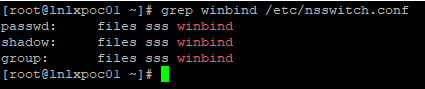 [root@lnlxpoc01 ~]# grep winbind /etc/nsswitch.conf
passwd:     files sss winbind
shadow:     files sss winbind
group:      files sss winbind
[root@lnlxpoc01 ~]#